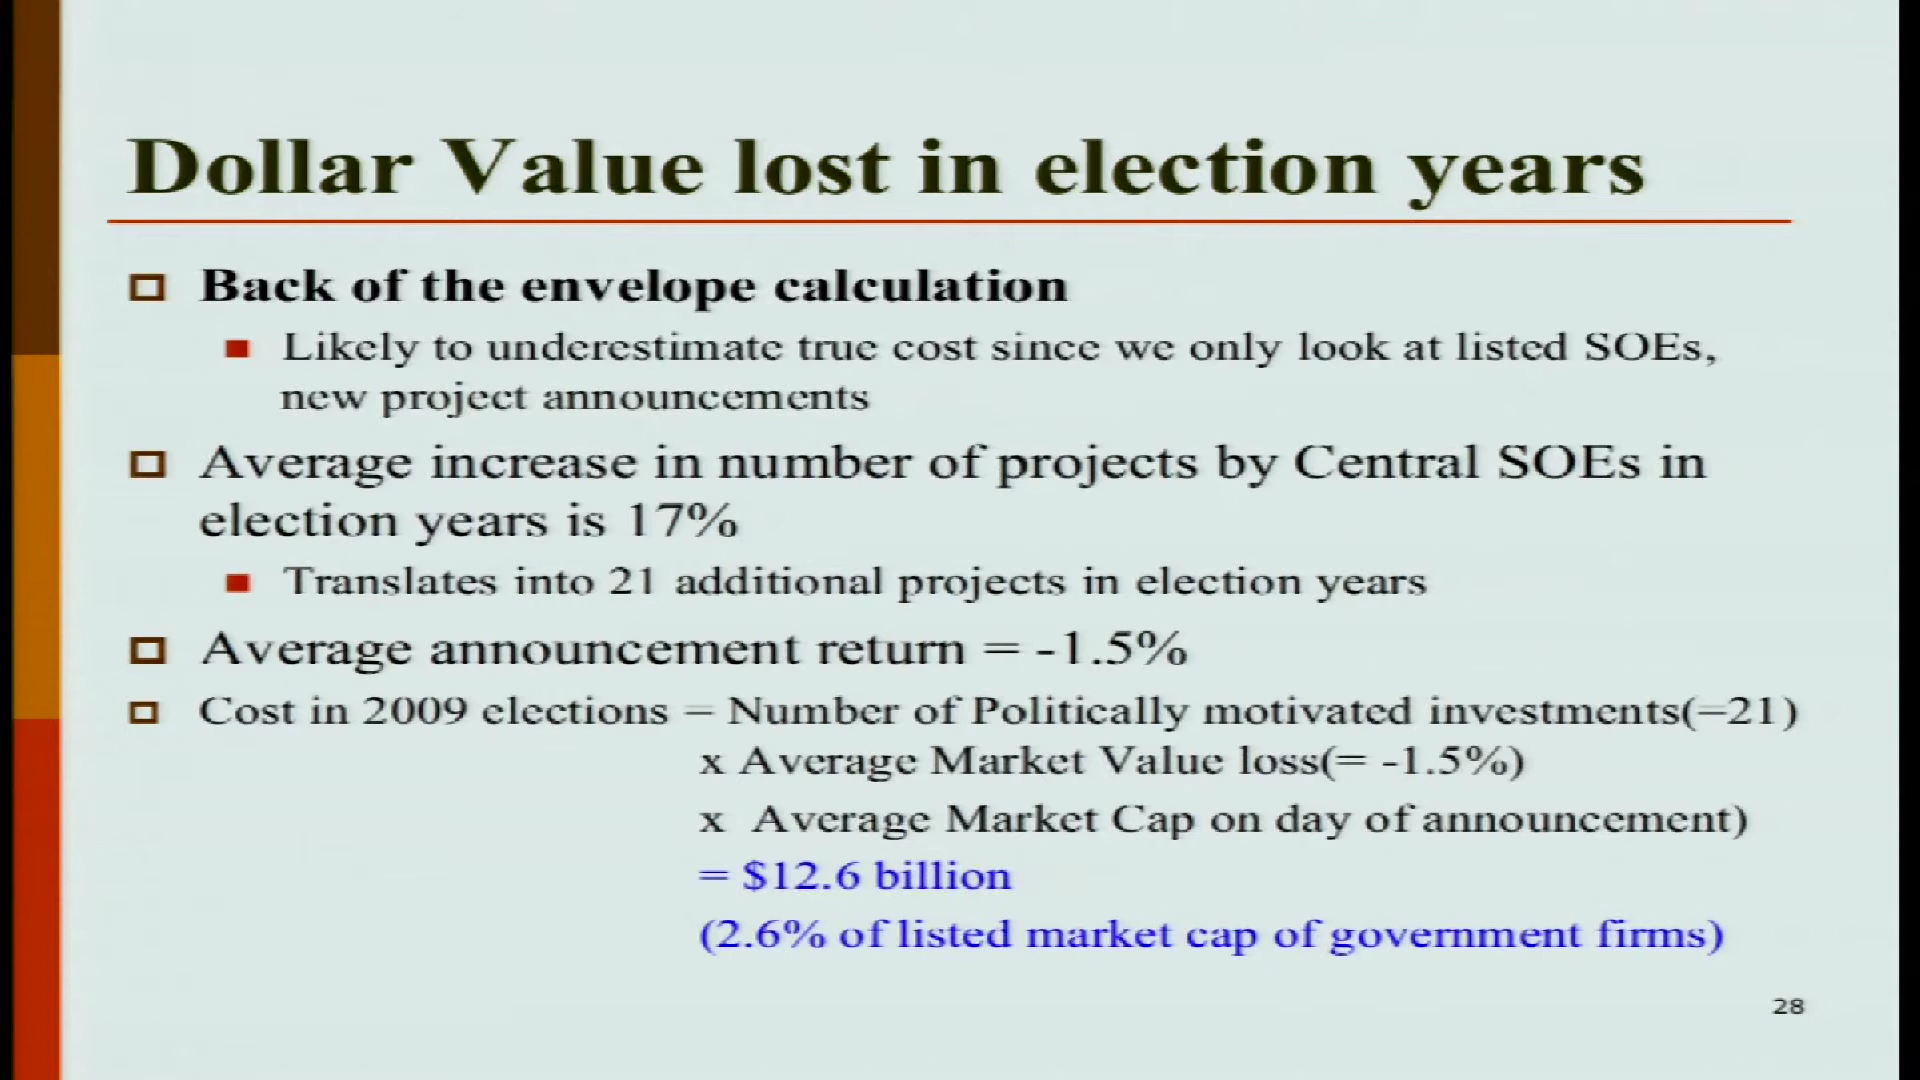 Dollar Value lost in election years
Back of the envelope calculation
Likely to underestimate true cost since we only look at listed SOEs,
new project announcements
Average increase in number of projects by Central SOEs in
election years is 17%
Translates into 21 additional projects in election years
Average announcement return = -1.5%
Cost in 2009 elections = Number of Politically motivated investments(=21)
x Average Market Value loss(= -1.5%)
x Average Market Cap on day of announcement)
= $12.6 billion
(2.6% of listed market cap of government firms)
28